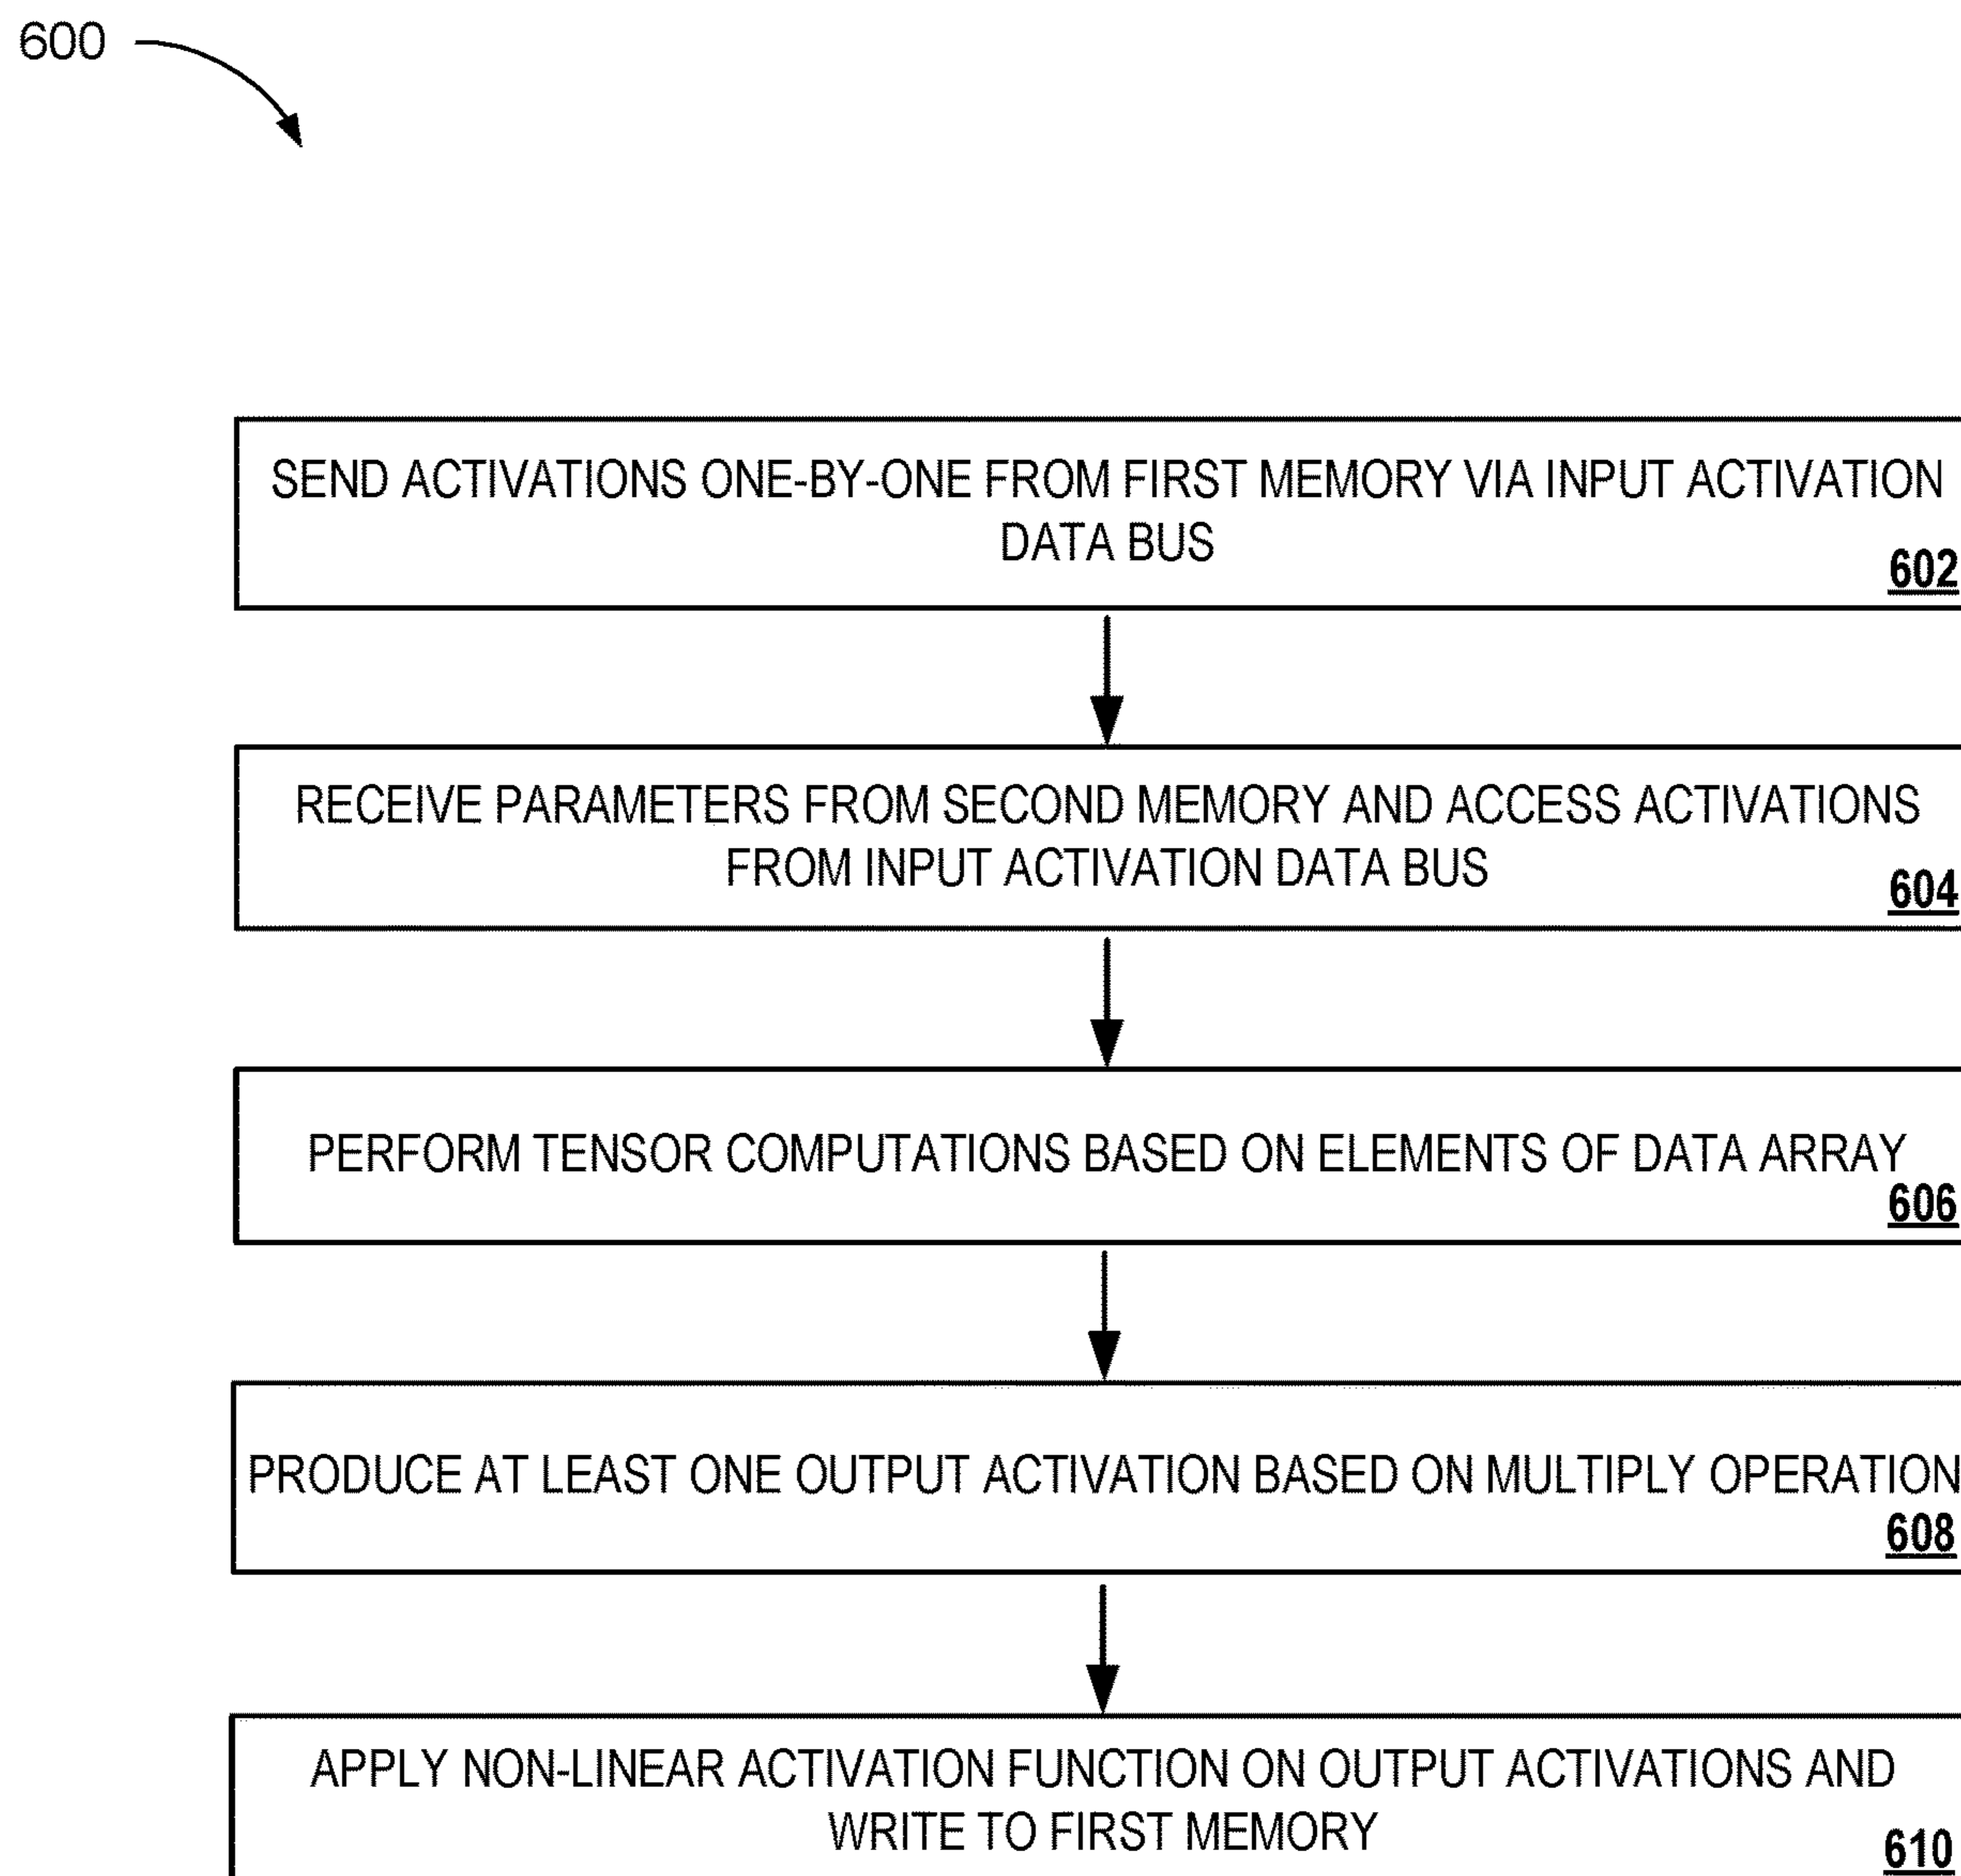 600
SEND ACTIVATIONS ONE-BY-ONE FROM FIRST MEMORY VIA INPUT ACTIVATION
DATA BUS
602
RECEIVE PARAMETERS FROM SECOND MEMORY AND ACCESS ACTIVATIONS
FROM INPUT ACTIVATION DATA BUS
604
PERFORM TENSOR COMPUTATIONS BASED ON ELEMENTS OF DATA ARRAY
606
PRODUCE AT LEAST ONE OUTPUT ACTIVATION BASED ON MULTIPLY OPERATION
608
APPLY NON-LINEAR ACTIVATION FUNCTION ON OUTPUT ACTIVATIONS AND
WRITE TO FIRST MEMORY
610